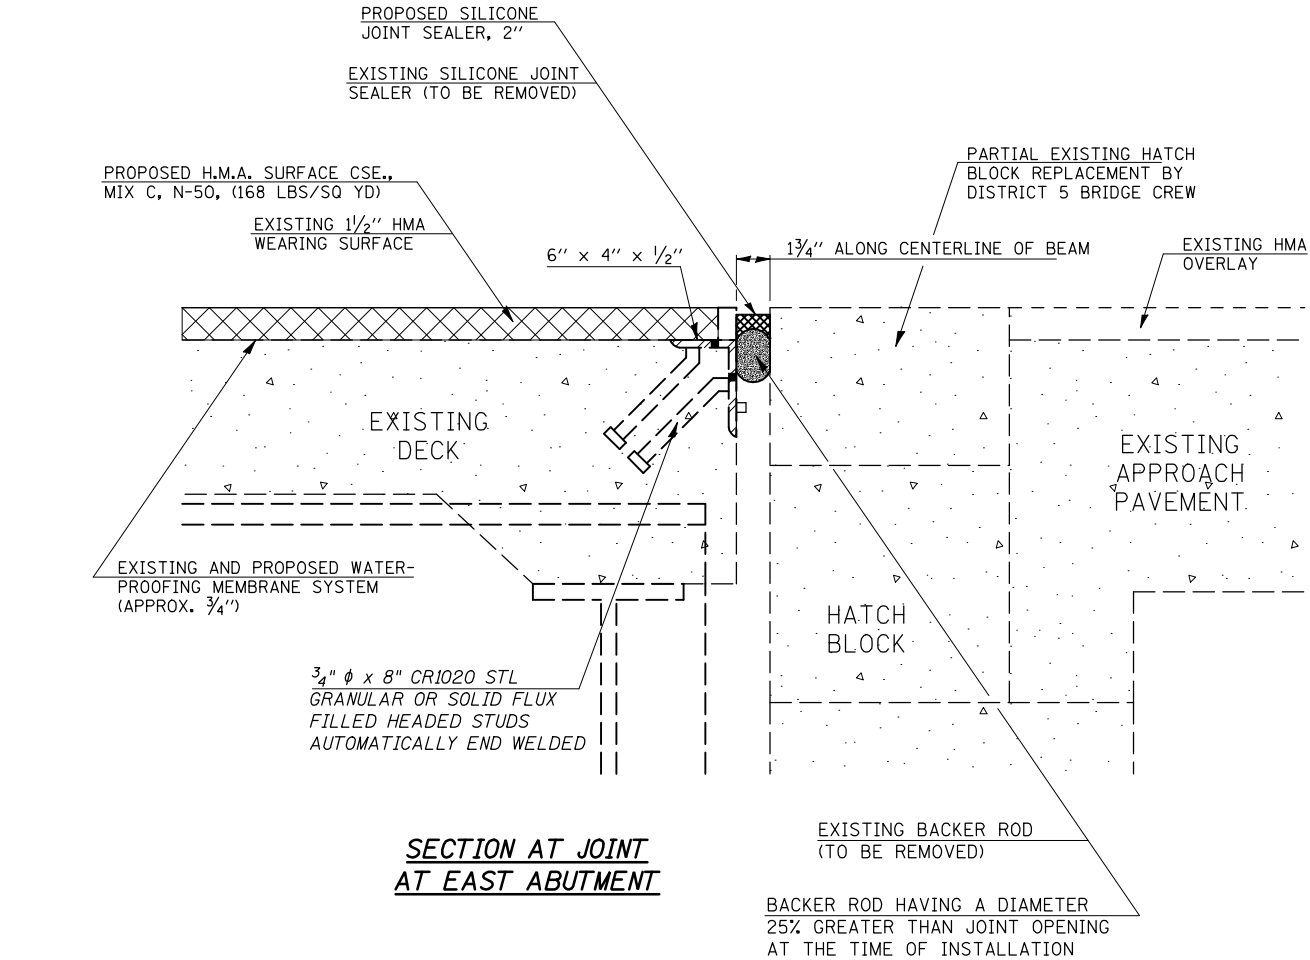 PROPOSED SILICONE
JOINT SEALER, 2"
EXISTING SILICONE JOINT
SEALER (TO BE REMOVED)
PROPOSED H.M.A. SURFACE CSE.,
MIX C, N-50, (168 LBS/SQ YD)
EXISTING 1½" HMA
WEARING SURFACE
6" x 4" x ½"
PARTIAL EXISTING HATCH
BLOCK REPLACEMENT BY
DISTRICT 5 BRIDGE CREW
1¾" ALONG CENTERLINE OF BEAM
EXISTING HMA
OVERLAY
EXISTING
DECK
EXISTING
APPROACH
PAVEMENT
EXISTING AND PROPOSED WATER-
PROOFING MEMBRANE SYSTEM
(APPROX. ¾")
HATCH
BLOCK
¾" ϕ x 8" CR1020 STL
GRANULAR OR SOLID FLUX
FILLED HEADED STUDS
AUTOMATICALLY END WELDED
SECTION AT JOINT
AT EAST ABUTMENT
EXISTING BACKER ROD
(TO BE REMOVED)
BACKER ROD HAVING A DIAMETER
25% GREATER THAN JOINT OPENING
AT THE TIME OF INSTALLATION